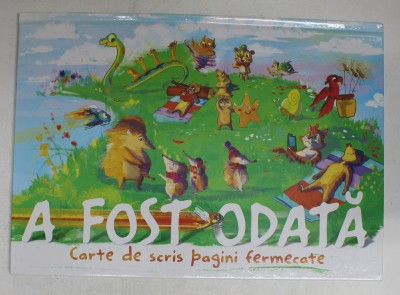 A FOST ODATĂ
Carte de scris pagini fermecate